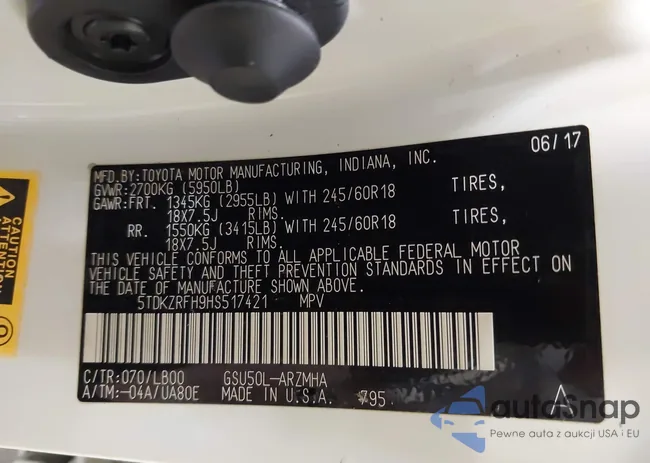 06/17
MFD.BY:TOYOTA MOTOR MANUFACTURING, INDIANA, INC.
GVWR:2700KG (5950LB)
GAWR:FRT. 1345KG (2955LB) WITH 245/60R18 TIRES,
18X7.5J RIMS.
RR. 1550KG (3415LB) WITH 245/60R18 TIRES,
18X7.5J RIMS.
THIS VEHICLE CONFORMS TO ALL APPLICABLE FEDERAL MOTOR
VEHICLE SAFETY AND THEFT PREVENTION STANDARDS IN EFFECT ON
THE DATE OF MANUFACTURE SHOWN ABOVE.
5TDKZRFH9HS517421 MPV
C/TR:070/LB00 GSU50L-ARZMHA
A/TM:-04A/UA80E MADE IN U.S.A. 795
CAUTION
ATTENTION
autoSnap
Pewne auta z aukcji USA i EU